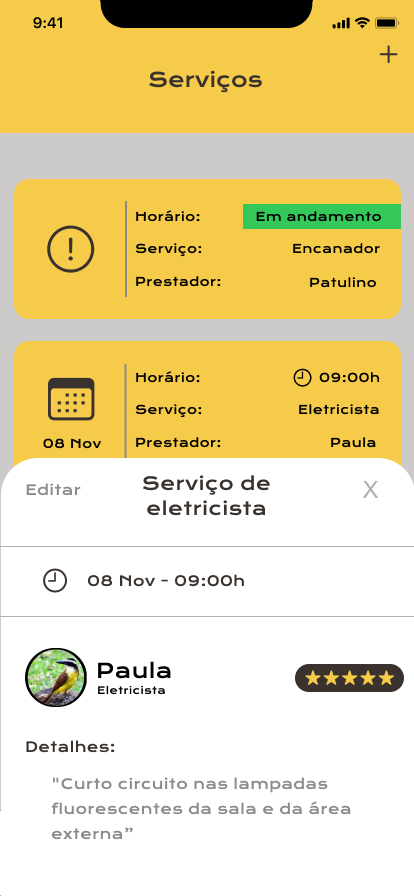 9:41
+
Serviços
Horário: Em andamento
Serviço: Encanador
Prestador: Patulino
Horário: 09:00h
Serviço: Eletricista
08 Nov Prestador: Paula
Editar Serviço de X
eletricista
08 Nov - 09:00h
Paula
Eletricista
Detalhes:
"Curto circuito nas lampadas
fluorescentes da sala e da área
externa”